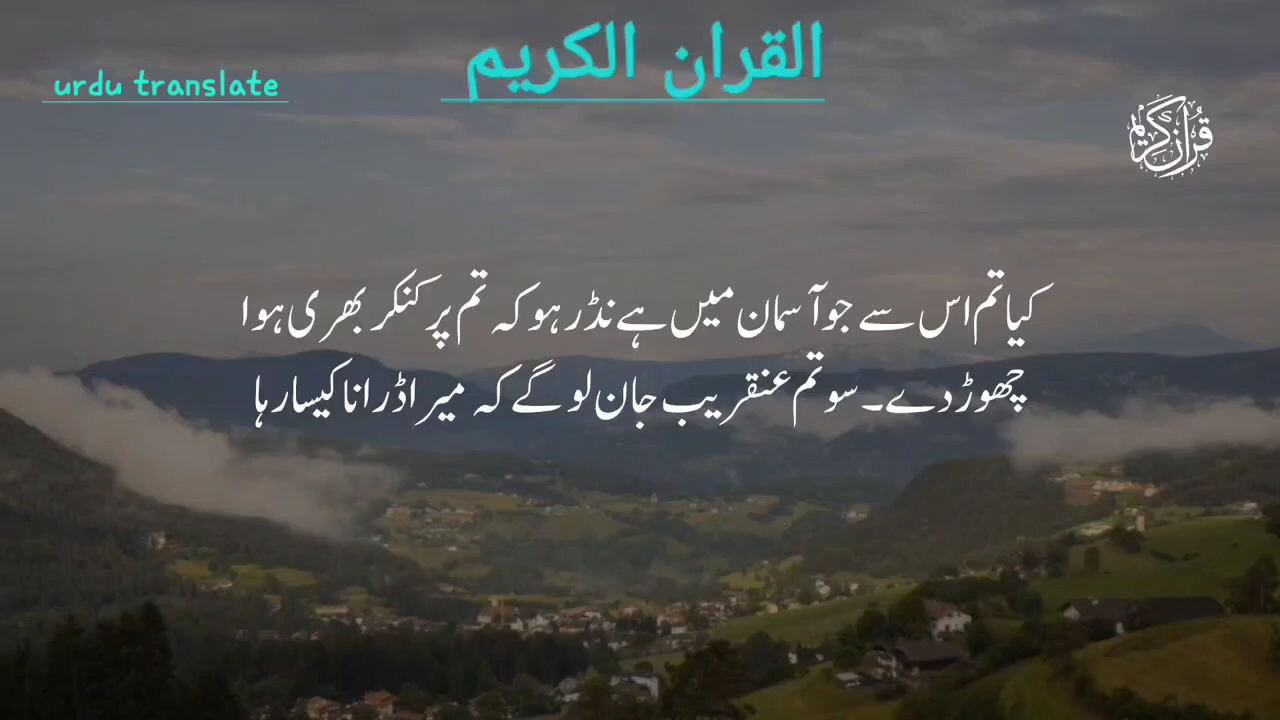 القران الكريم
urdu translate
قرآن کریم
کیا تم اس سے جو آسمان میں ہے نڈر ہو کہ تم پر کنکر بھری ہوا
چھوڑ دے۔ سو تم عنقریب جان لو گے کہ میرا ڈرانا کیسا رہا